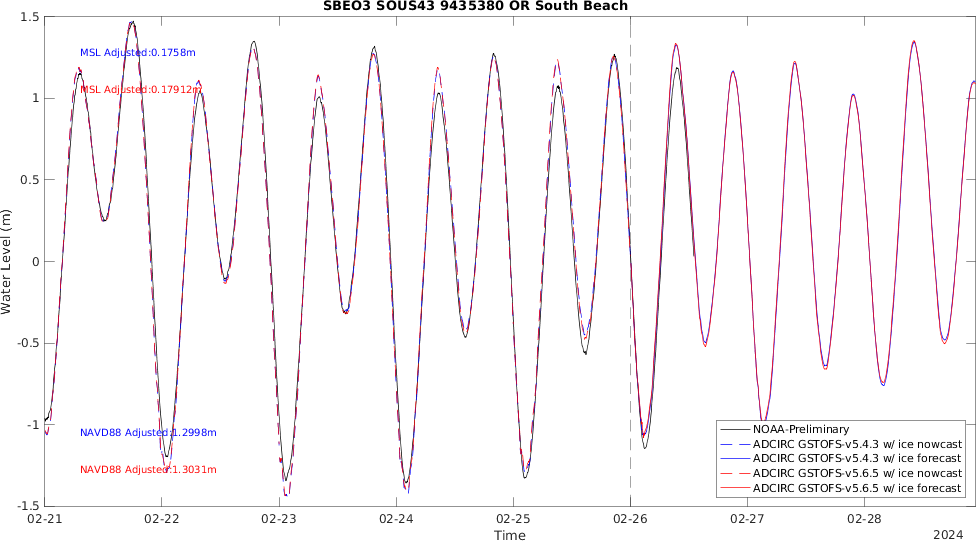 SBEO3 SOUS43 9435380 OR South Beach
1.5
1
0.5
0
-0.5
-1
-1.5
Water Level (m)
MSL Adjusted:0.1758m
MSL Adjusted:0.17912m
NAVD88 Adjusted:1.2998m
NAVD88 Adjusted:1.3031m
NOAA-Preliminary
ADCIRC GSTOFS-v5.4.3 w/ ice nowcast
ADCIRC GSTOFS-v5.4.3 w/ ice forecast
ADCIRC GSTOFS-v5.6.5 w/ ice nowcast
ADCIRC GSTOFS-v5.6.5 w/ ice forecast
02-21 02-22 02-23 02-24 02-25 02-26 02-27 02-28
Time
2024